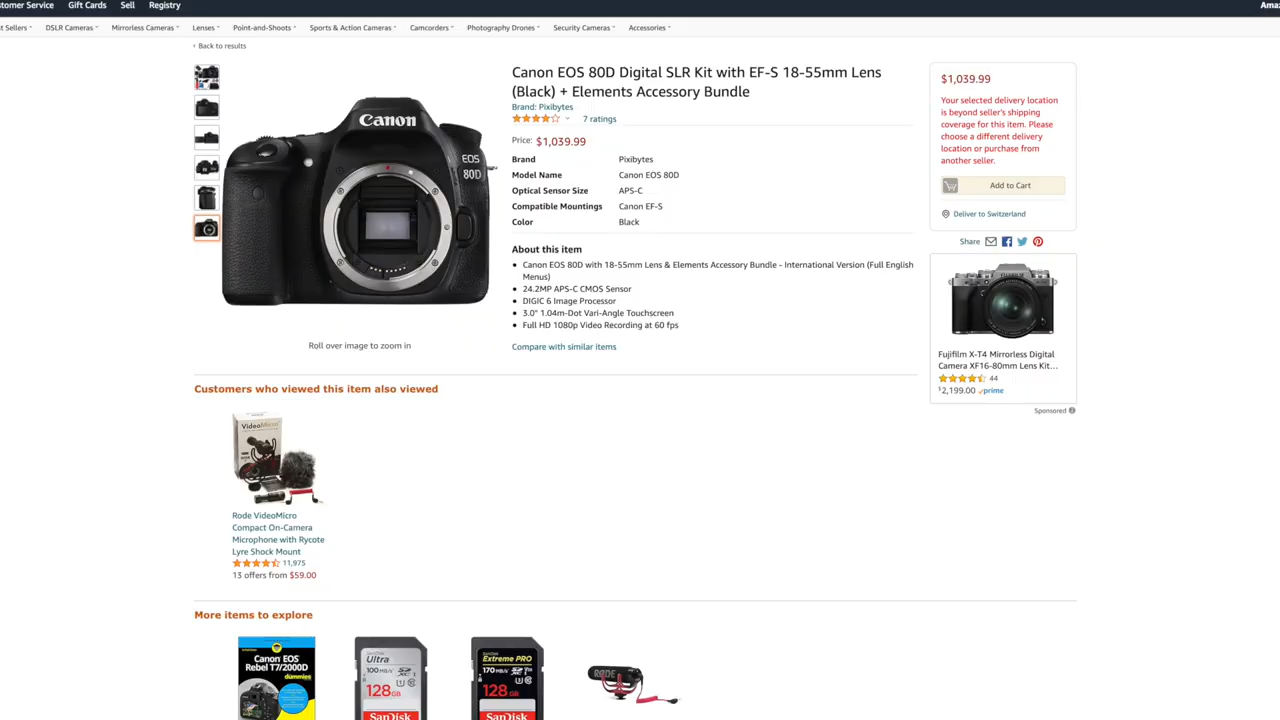 stomer Service Gift Cards Sell Registry
Amaz
t Sellers DSLR Cameras Mirrorless Cameras Lenses Point-and-Shoots Sports & Action Cameras Camcorders Photography Drones Security Cameras Accessories
‹ Back to results
Canon
EOS
80D
Roll over image to zoom in
Canon EOS 80D Digital SLR Kit with EF-S 18-55mm Lens
(Black) + Elements Accessory Bundle
Brand: Pixibytes
7 ratings
Price: $1,039.99
Brand Pixibytes
Model Name Canon EOS 80D
Optical Sensor Size APS-C
Compatible Mountings Canon EF-S
Color Black
About this item
• Canon EOS 80D with 18-55mm Lens & Elements Accessory Bundle - International Version (Full English
Menus)
• 24.2MP APS-C CMOS Sensor
• DIGIC 6 Image Processor
• 3.0" 1.04m-Dot Vari-Angle Touchscreen
• Full HD 1080p Video Recording at 60 fps
Compare with similar items
$1,039.99
Your selected delivery location
is beyond seller's shipping
coverage for this item. Please
choose a different delivery
location or purchase from
another seller.
Add to Cart
Deliver to Switzerland
Share
Fujifilm X-T4 Mirrorless Digital
Camera XF16-80mm Lens Kit...
44
$2,199.00 prime
Sponsored
Customers who viewed this item also viewed
VideoMicro
Rode VideoMicro
Compact On-Camera
Microphone with Rycote
Lyre Shock Mount
11,975
13 offers from $59.00
More items to explore
Canon EOS
Rebel T7/2000D
dummies
Ultra
100 MB/s
128 GB
SanDisk
Extreme PRO
170 MB/s
128 GB
SanDisk
RODE